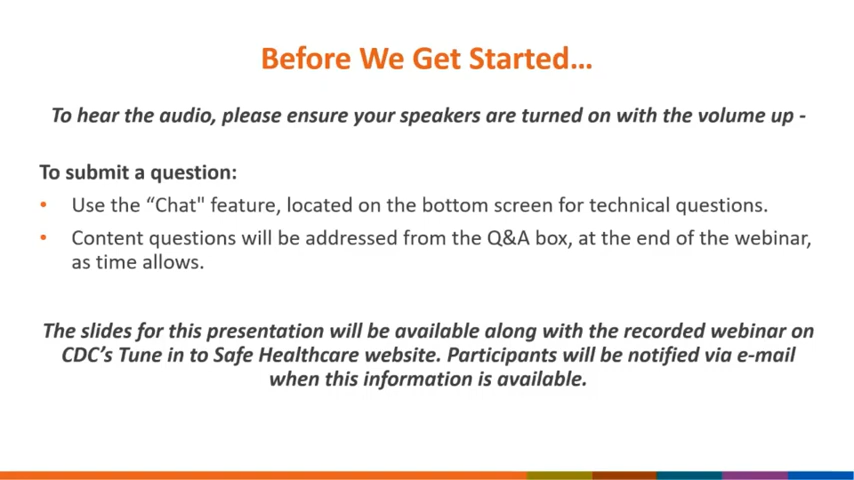 Before We Get Started…
To hear the audio, please ensure your speakers are turned on with the volume up -
To submit a question:
• Use the “Chat" feature, located on the bottom screen for technical questions.
• Content questions will be addressed from the Q&A box, at the end of the webinar,
as time allows.
The slides for this presentation will be available along with the recorded webinar on
CDC’s Tune in to Safe Healthcare website. Participants will be notified via e-mail
when this information is available.